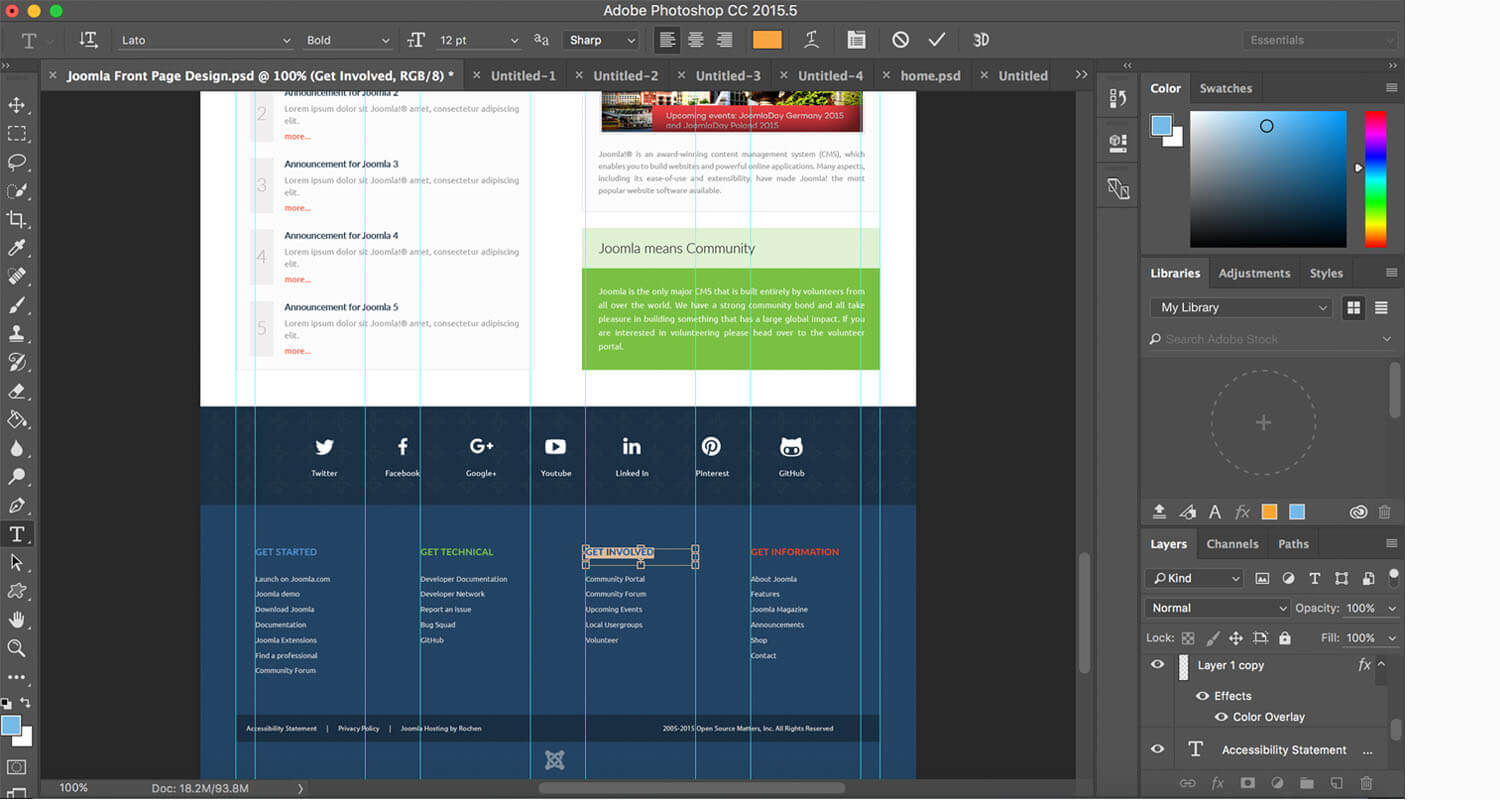 Adobe Photoshop CC 2015.5
T Lato Bold 12 pt aa Sharp 3D Essentials
Joomla Front Page Design.psd @ 100% (Get Involved, RGB/8) *
Untitled-1
Untitled-2
Untitled-3
Untitled-4
home.psd
Untitled
Announcement for Joomla 2
2
Lorem ipsum dolor sit Joomla!® amet, consectetur adipiscing
elit.
more...
Announcement for Joomla 3
3
Lorem ipsum dolor sit Joomla!® amet, consectetur adipiscing
elit.
more...
Announcement for Joomla 4
4
Lorem ipsum dolor sit Joomla!® amet, consectetur adipiscing
elit.
more...
Announcement for Joomla 5
5
Lorem ipsum dolor sit Joomla!® amet, consectetur adipiscing
elit.
more...
Upcoming events: JoomlaDay Germany 2015
and JoomlaDay Poland 2015
Joomla!® is an award-winning content management system (CMS), which
enables you to build websites and powerful online applications. Many aspects,
including its ease-of-use and extensibility, have made Joomla! the most
popular website software available.
Joomla means Community
Joomla is the only major CMS that is built entirely by volunteers from
all over the world. We have a strong community bond and all take
pleasure in building something that has a large global impact. If you
are interested in volunteering please head over to the volunteer
portal.
Twitter
Facebook
Google+
Youtube
Linked In
Pinterest
GitHub
GET STARTED
Launch on Joomla.com
Joomla demo
Download Joomla
Documentation
Joomla Extensions
Find a professional
Community Forum
GET TECHNICAL
Developer Documentation
Developer Network
Report an issue
Bug Squad
GitHub
GET INVOLVED
Community Portal
Community Forum
Upcoming Events
Local Usergroups
Volunteer
GET INFORMATION
About Joomla
Features
Joomla Magazine
Announcements
Shop
Contact
Accessibility Statement | Privacy Policy | Joomla Hosting by Rochen
2005-2015 Open Source Matters, Inc. All Rights Reserved
100% Doc: 18.2M/93.8M
Color Swatches
Libraries Adjustments Styles
My Library
Search Adobe Stock
A fx
Layers Channels Paths
Kind T
Normal Opacity: 100%
Lock: Fill: 100%
Layer 1 copy fx
Effects
Color Overlay
T Accessibility Statement ...
fx